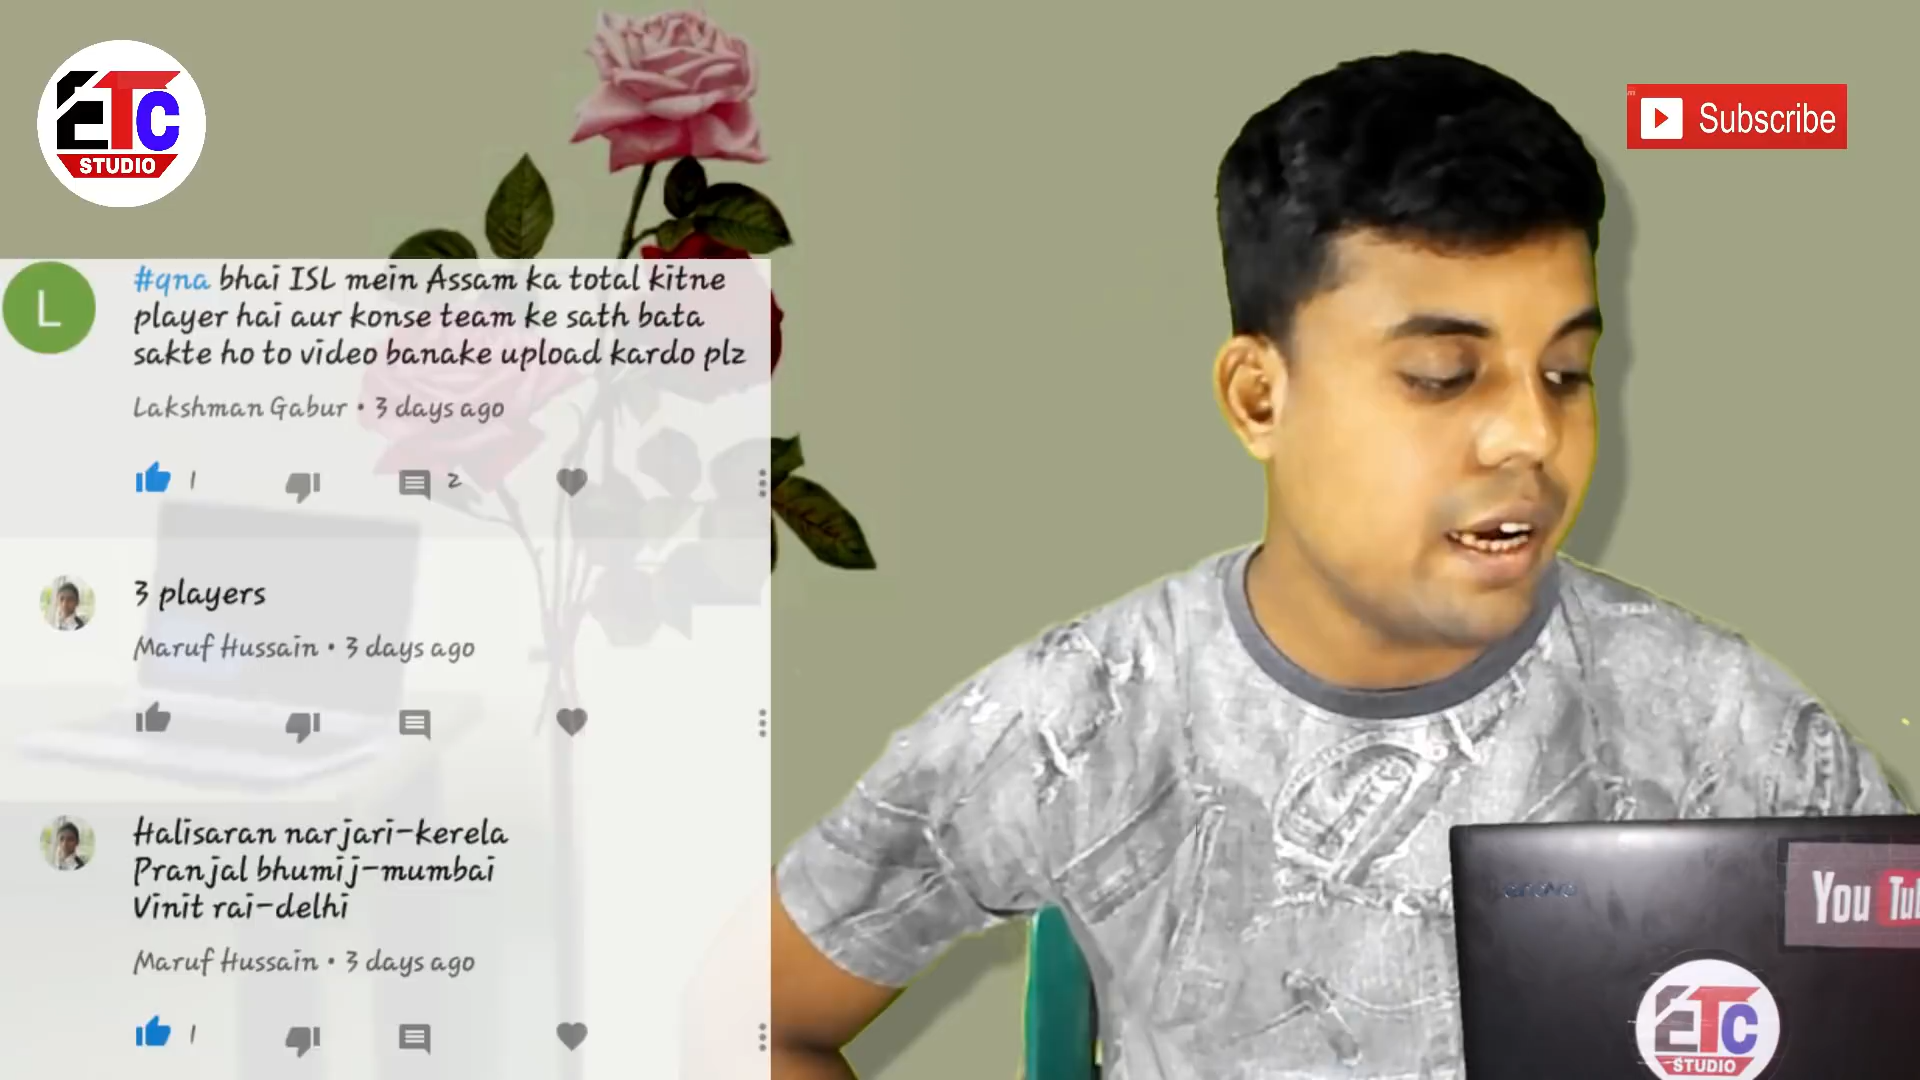 ETC
STUDIO
Subscribe
#qna bhai ISL mein Assam ka total kitne
player hai aur konse team ke sath bata
sakte ho to video banake upload kardo plz
Lakshman Gabur • 3 days ago
L
1
2
3 players
Maruf Hussain • 3 days ago
Halisaran narjari-kerela
Pranjal bhumij-mumbai
Vinit rai-delhi
Maruf Hussain • 3 days ago
1
lenovo
You Tub
ETC
STUDIO